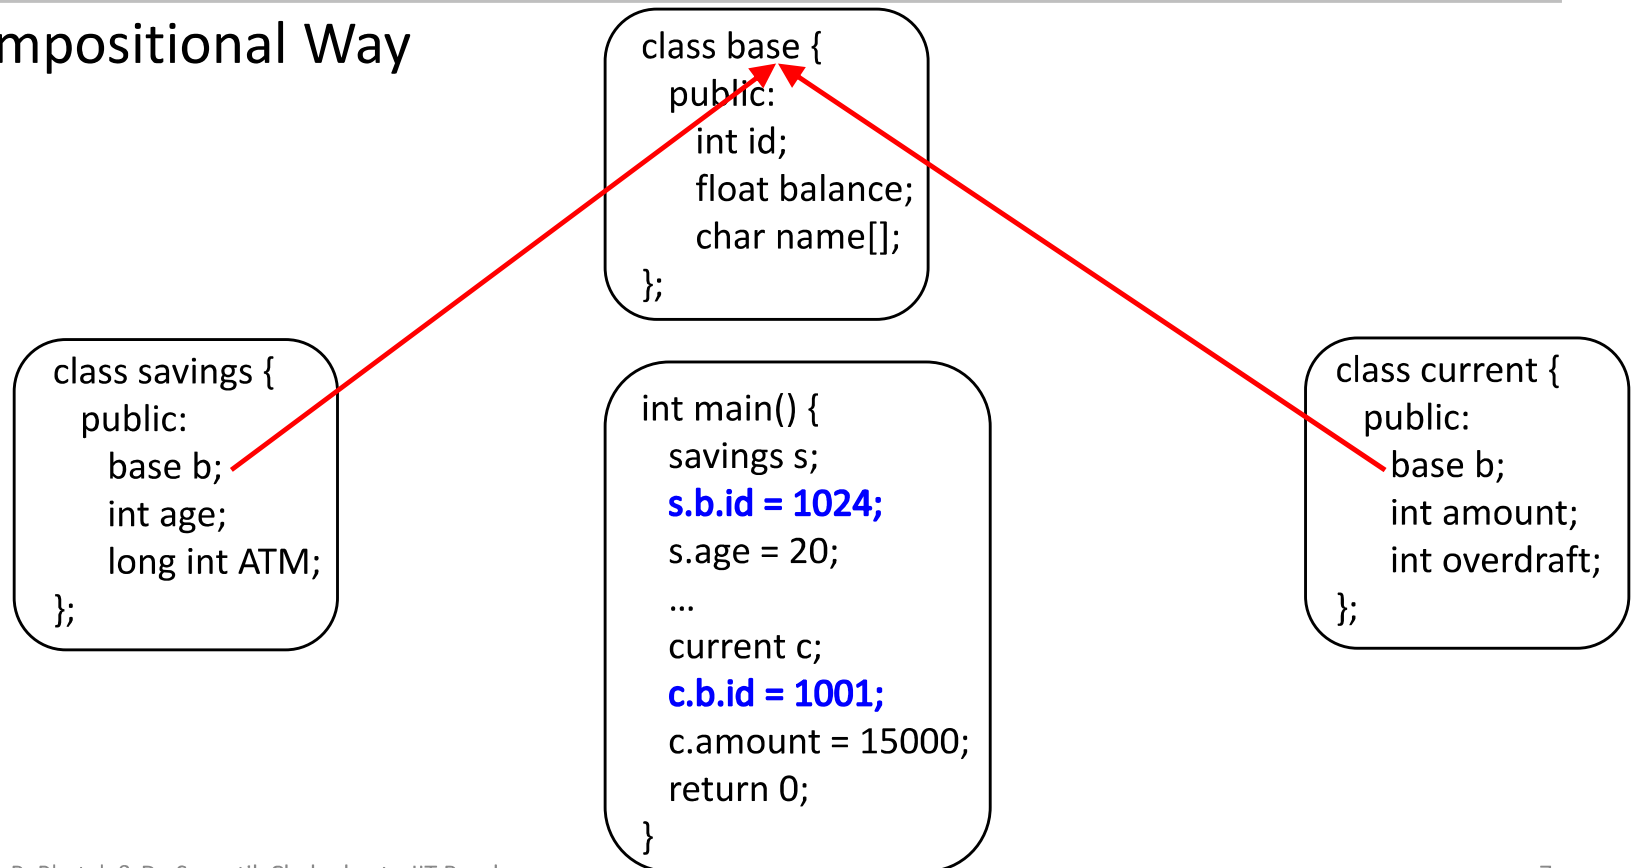 mpositional Way
class base {
public:
int id;
float balance;
char name[];
};
class savings {
public:
base b;
int age;
long int ATM;
};
int main() {
savings s;
s.b.id = 1024;
s.age = 20;
...
current c;
c.b.id = 1001;
c.amount = 15000;
return 0;
}
class current {
public:
base b;
int amount;
int overdraft;
};